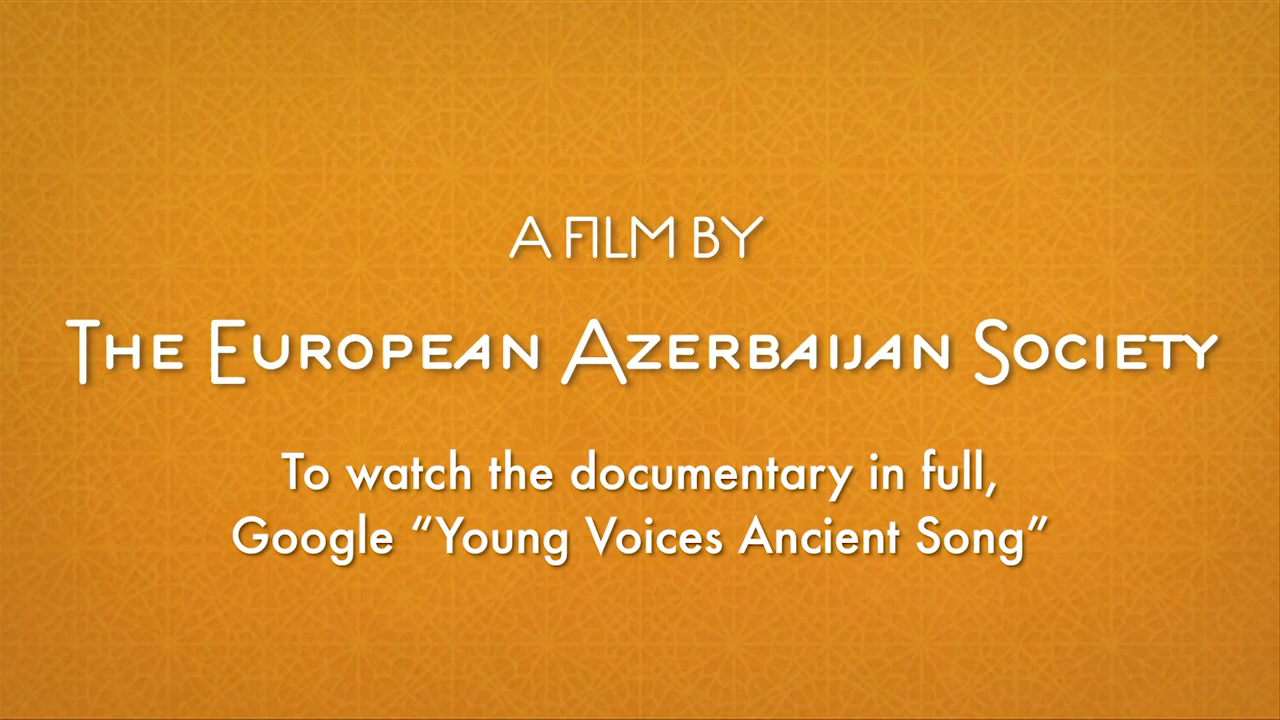 A FILM BY
THE EUROPEAN AZERBAIJAN SOCIETY
To watch the documentary in full,
Google “Young Voices Ancient Song”